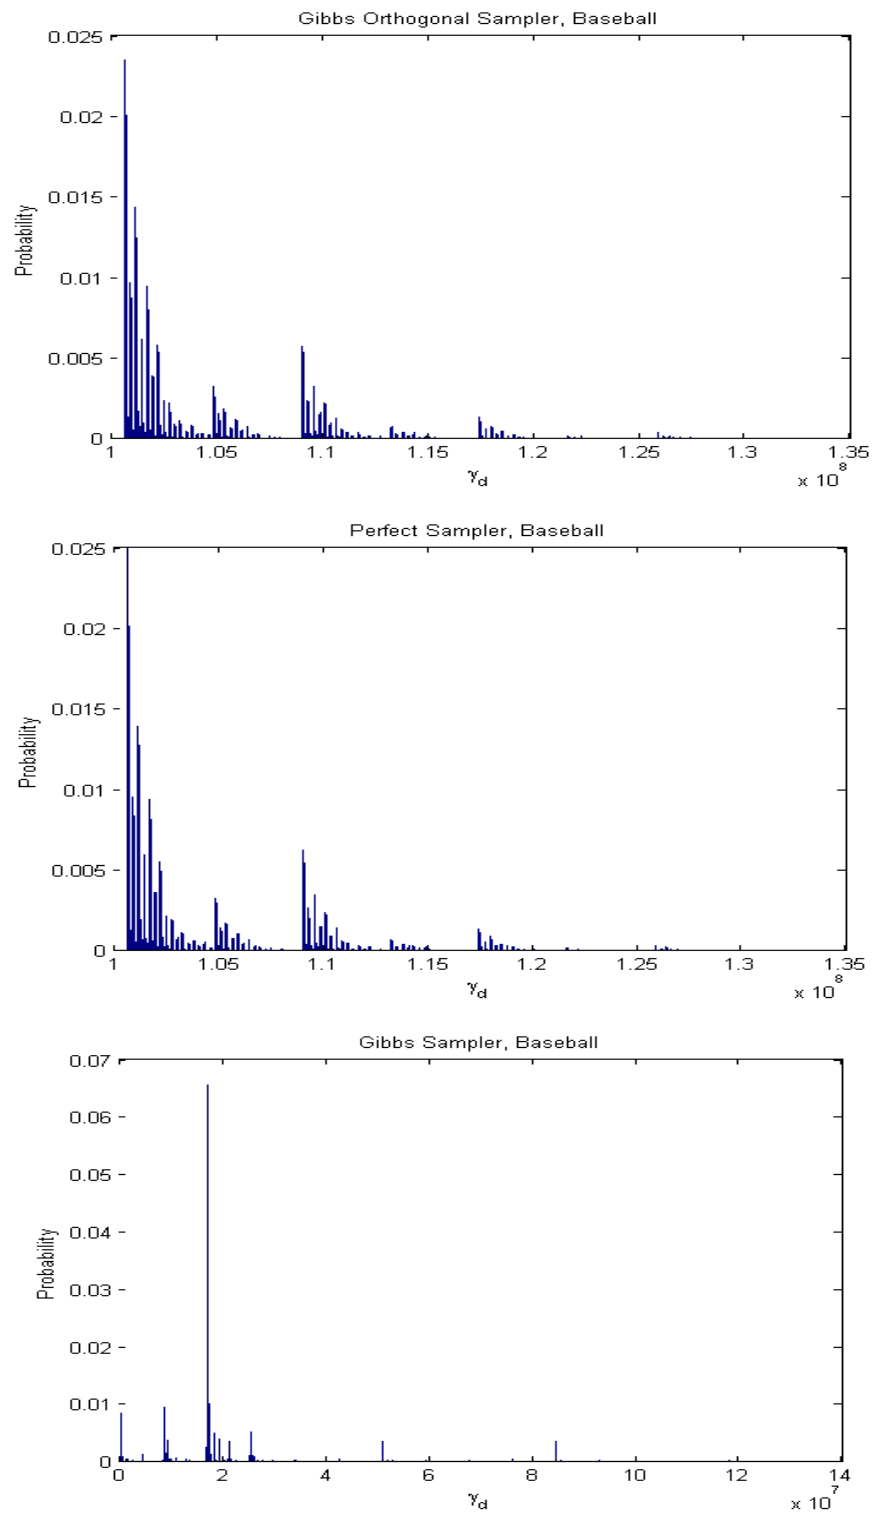 Gibbs Orthogonal Sampler, Baseball
0.025
0.02
0.015
0.01
0.005
0
Probability
1 1.05 1.1 1.15 1.2 1.25 1.3 1.35
γd
x 10^8
Perfect Sampler, Baseball
0.025
0.02
0.015
0.01
0.005
0
Probability
1 1.05 1.1 1.15 1.2 1.25 1.3 1.35
γd
x 10^8
Gibbs Sampler, Baseball
0.07
0.06
0.05
0.04
0.03
0.02
0.01
0
Probability
0 2 4 6 8 10 12 14
γd
x 10^7